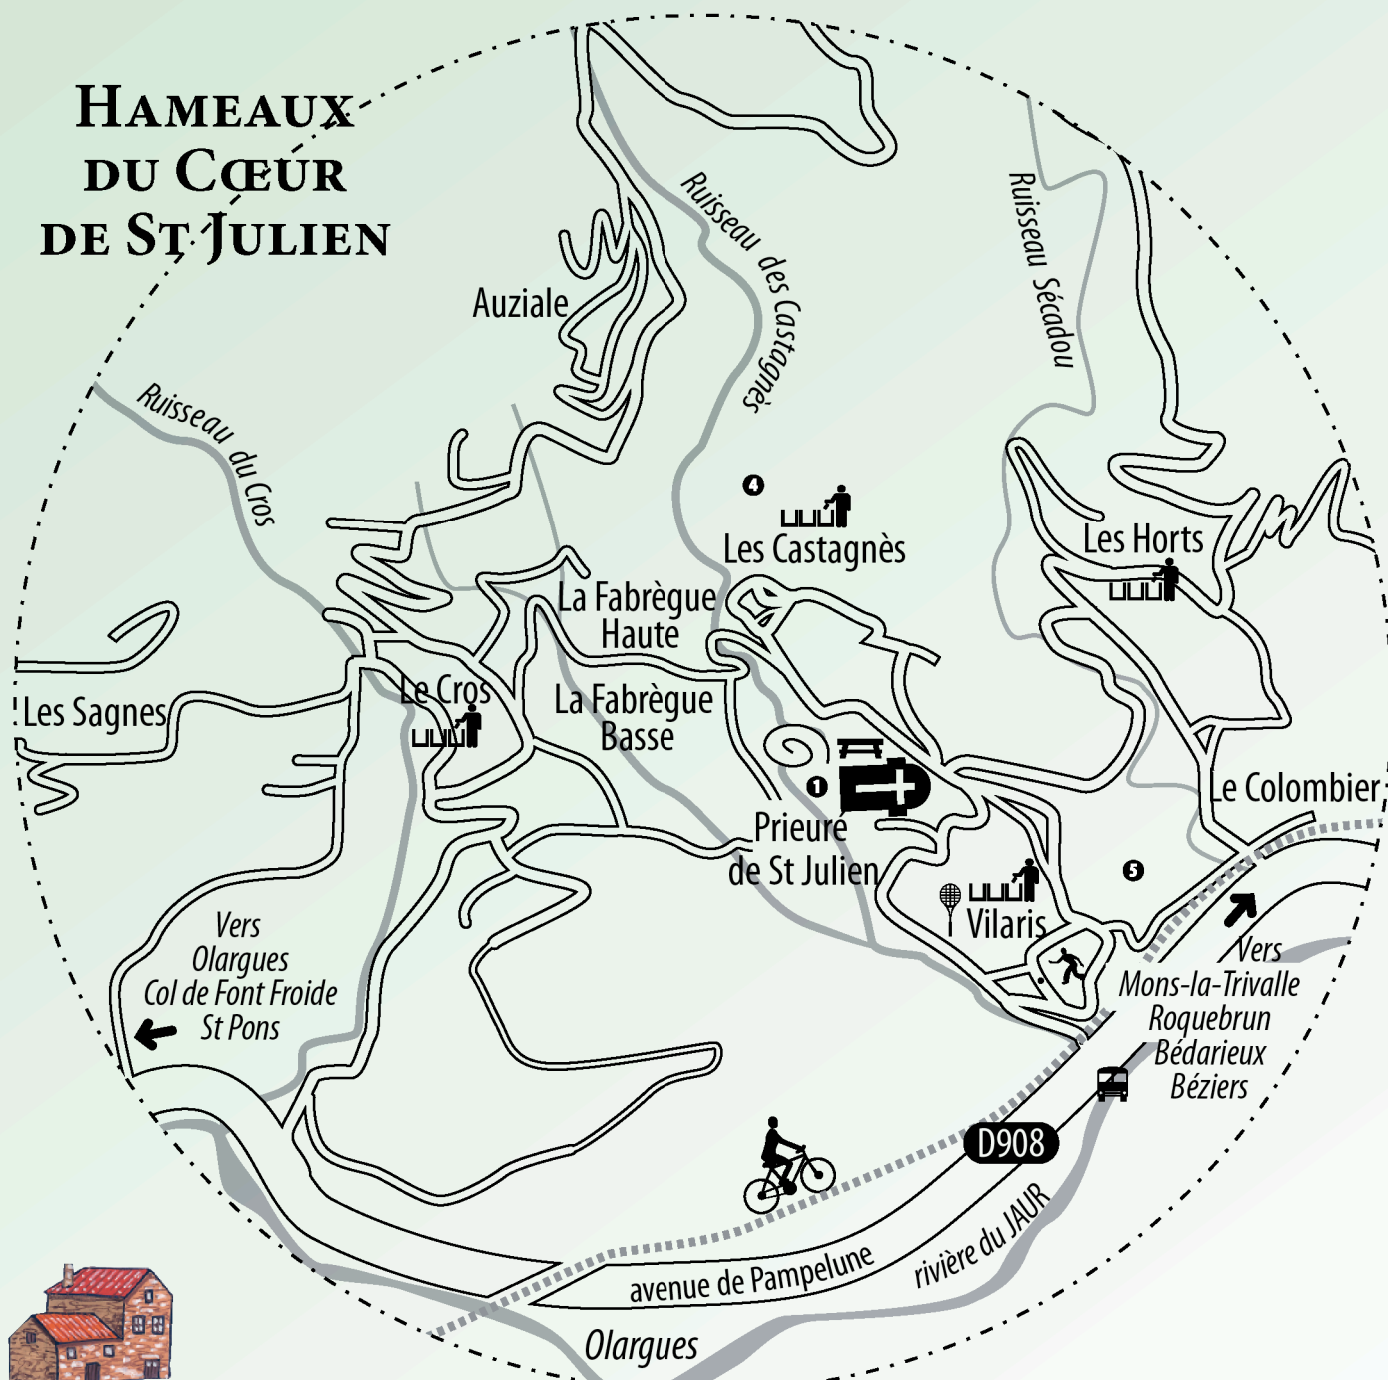 HAMEAUX
DU CŒUR
DE ST JULIEN
Ruisseau des Castagnès
Ruisseau Sécadou
Auziale
Ruisseau du Cros
4
Les Castagnès
Les Horts
La Fabrègue
Haute
Le Cros
La Fabrègue
Basse
Les Sagnes
1
Prieuré
de St Julien
Le Colombier
5
Vilaris
Vers
Olargues
Col de Font Froide
St Pons
Vers
Mons-la-Trivalle
Roquebrun
Bédarieux
Béziers
D908
avenue de Pampelune
rivière du JAUR
Olargues